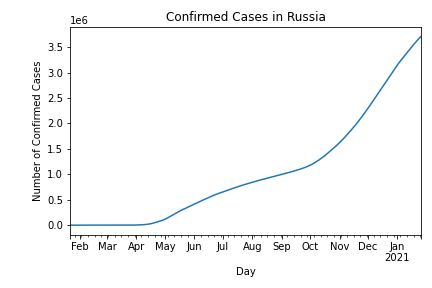 Confirmed Cases in Russia
1e6
3.5
3.0
2.5
2.0
1.5
1.0
0.5
0.0
Number of Confirmed Cases
Feb Mar Apr May Jun Jul Aug Sep Oct Nov Dec Jan
2021
Day